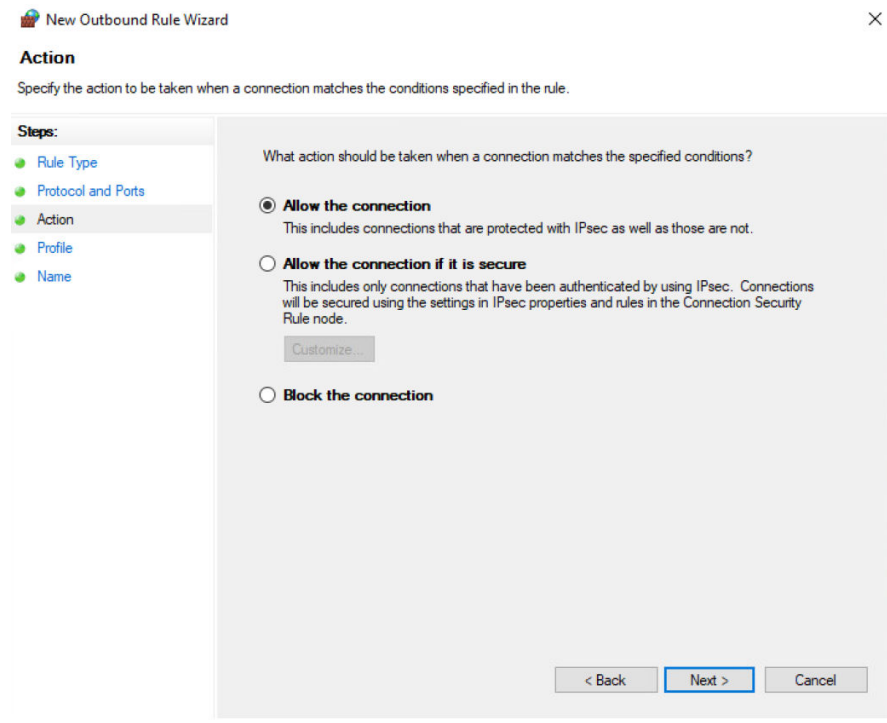 New Outbound Rule Wizard
Action
Specify the action to be taken when a connection matches the conditions specified in the rule.
Steps:
Rule Type
Protocol and Ports
Action
Profile
Name
What action should be taken when a connection matches the specified conditions?
Allow the connection
This includes connections that are protected with IPsec as well as those are not.
Allow the connection if it is secure
This includes only connections that have been authenticated by using IPsec. Connections
will be secured using the settings in IPsec properties and rules in the Connection Security
Rule node.
Customize...
Block the connection
< Back
Next >
Cancel